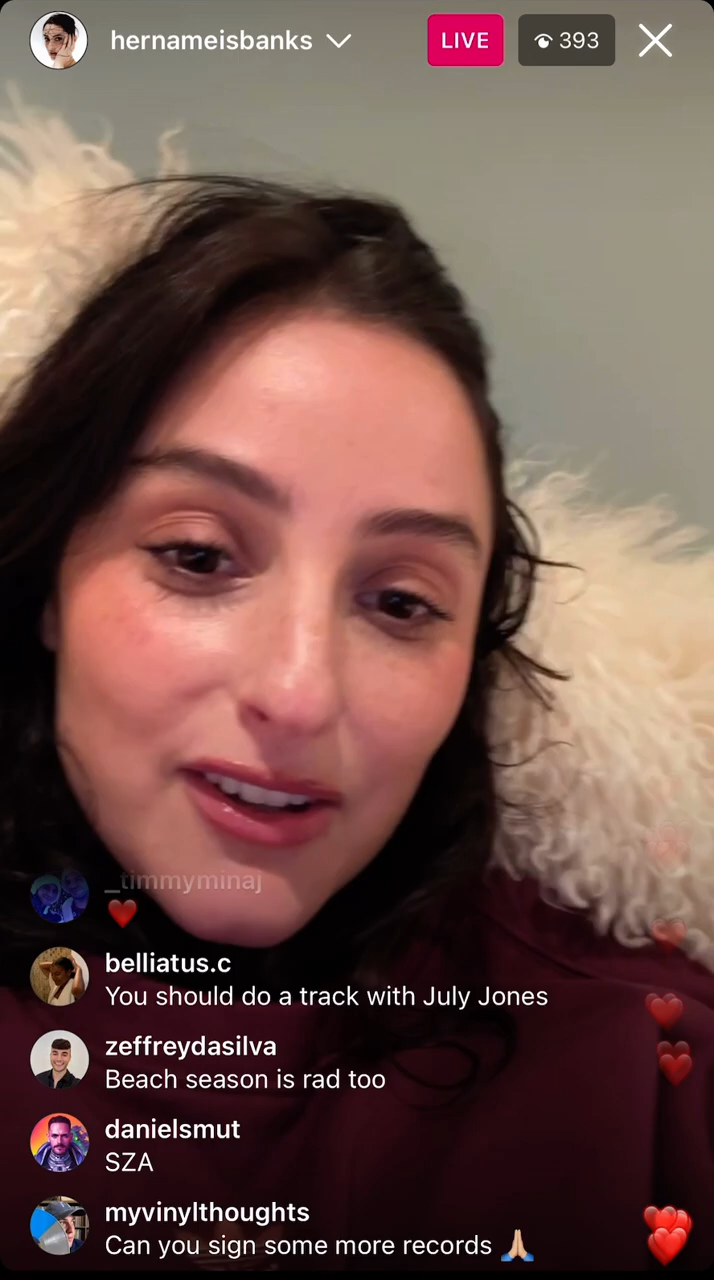 hernameisbanks
LIVE
393
_timmyminaj
❤️
belliatus.c
You should do a track with July Jones
zeffreydasilva
Beach season is rad too
danielsmut
SZA
myvinylthoughts
Can you sign some more records 🙏🏼